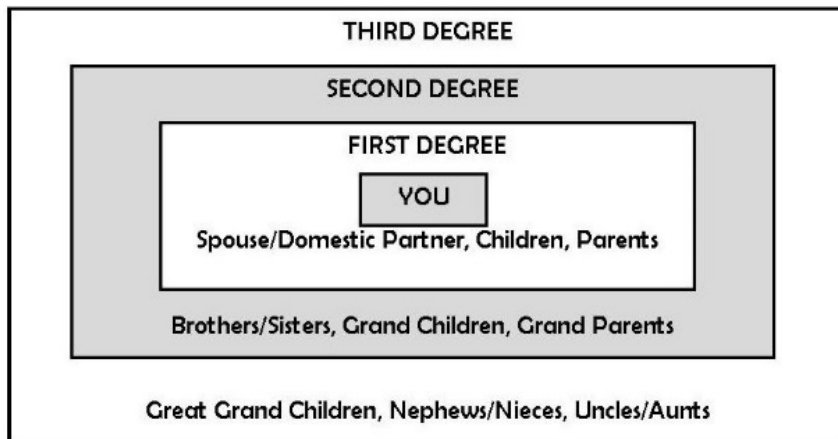 THIRD DEGREE
SECOND DEGREE
FIRST DEGREE
YOU
Spouse/Domestic Partner, Children, Parents
Brothers/Sisters, Grand Children, Grand Parents
Great Grand Children, Nephews/Nieces, Uncles/Aunts